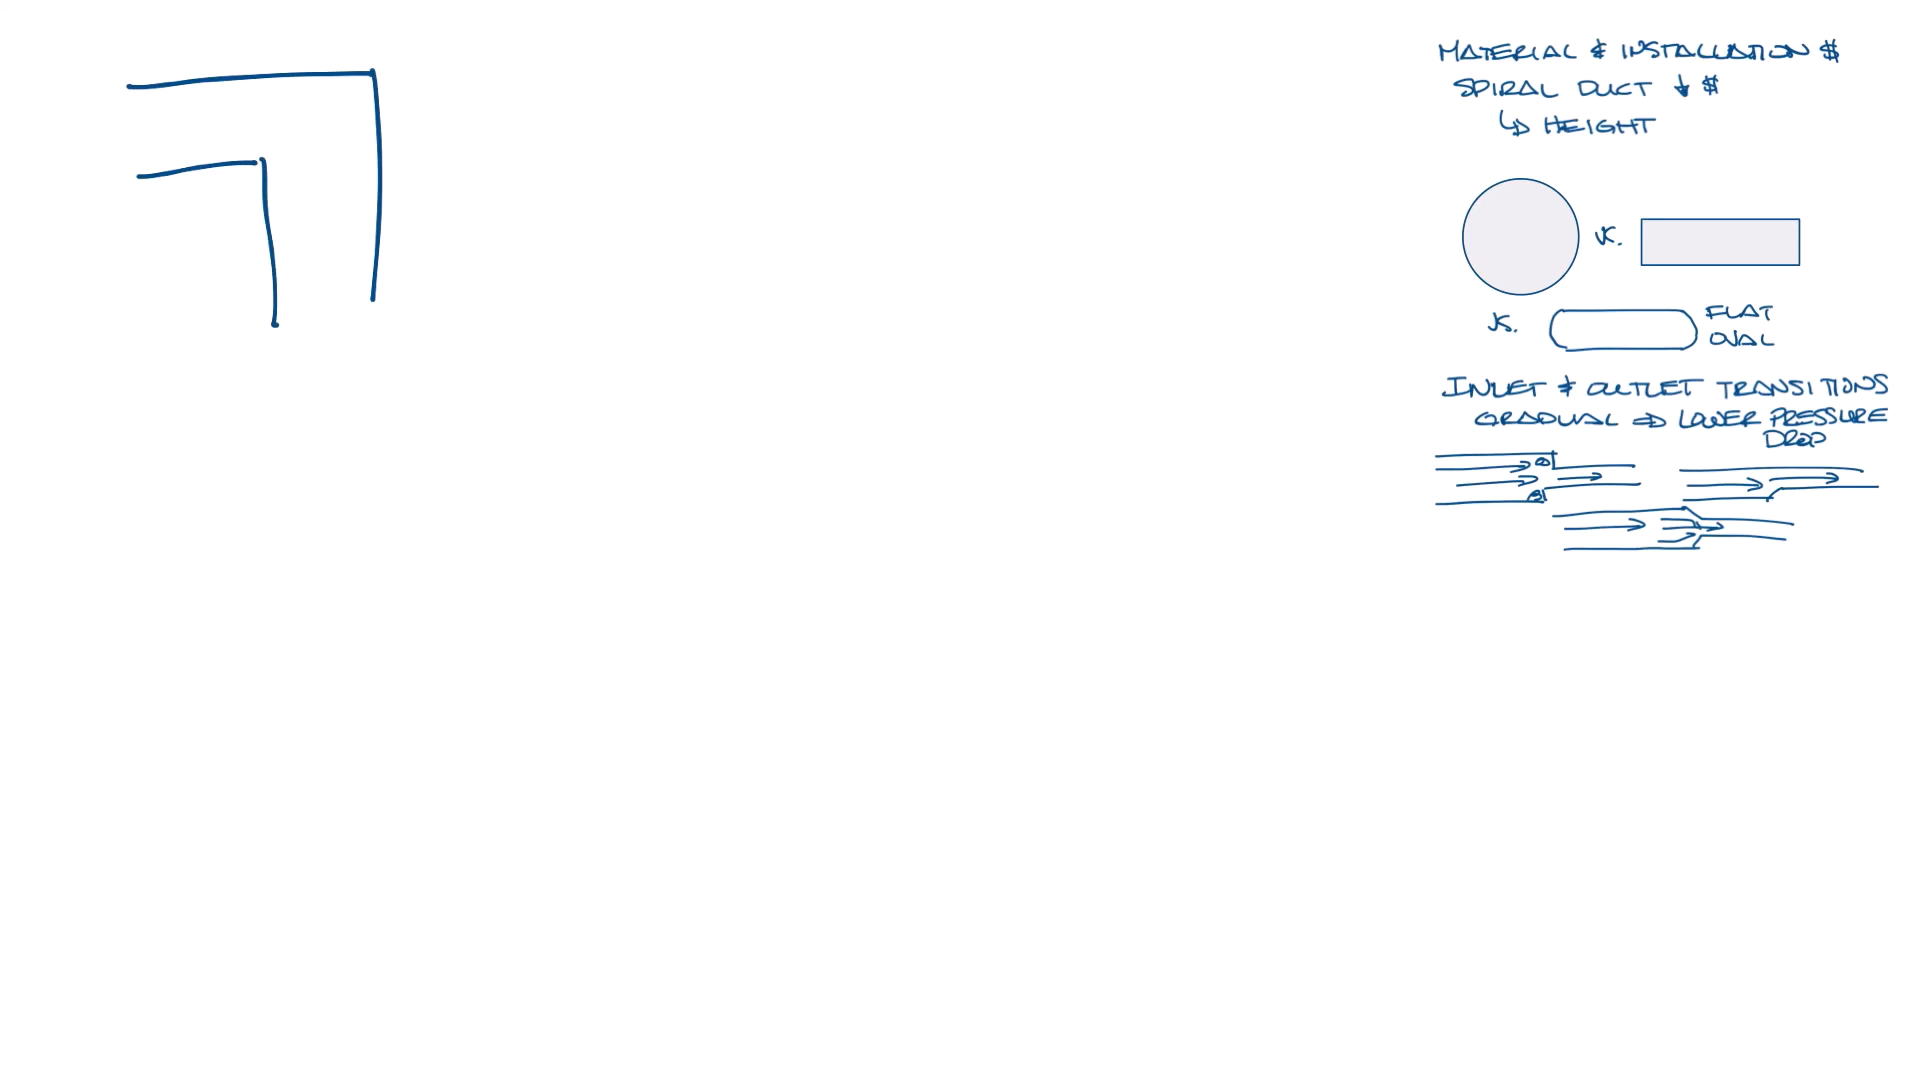 MATERIAL & INSTALLATION $
SPIRAL DUCT ↓ $
↳ HEIGHT
VS.
VS.
FLAT
OVAL
INLET & OUTLET TRANSITIONS
GRADUAL ⇒ LOWER PRESSURE
DROP